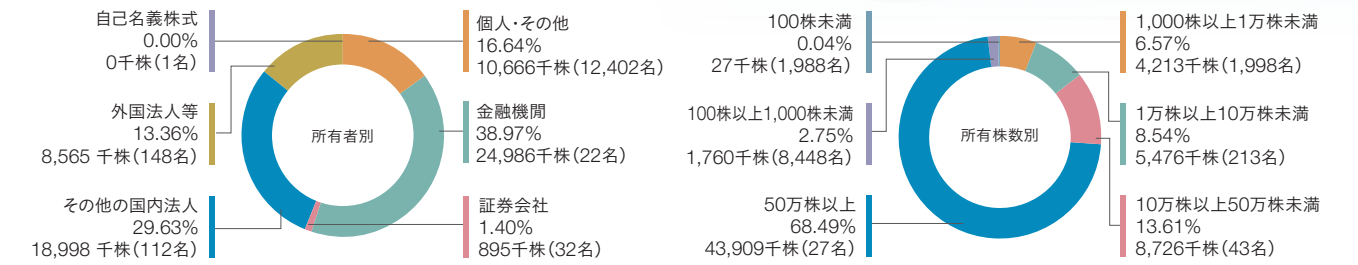 自己名義株式
0.00%
0千株(1名)
外国法人等
13.36%
8,565 千株(148名)
その他の国内法人
29.63%
18,998 千株(112名)
所有者別
個人・その他
16.64%
10,666千株(12,402名)
金融機関
38.97%
24,986千株(22名)
証券会社
1.40%
895千株(32名)
100株未満
0.04%
27千株(1,988名)
100株以上1,000株未満
2.75%
1,760千株(8,448名)
50万株以上
68.49%
43,909千株(27名)
所有株数別
1,000株以上1万株未満
6.57%
4,213千株(1,998名)
1万株以上10万株未満
8.54%
5,476千株(213名)
10万株以上50万株未満
13.61%
8,726千株(43名)